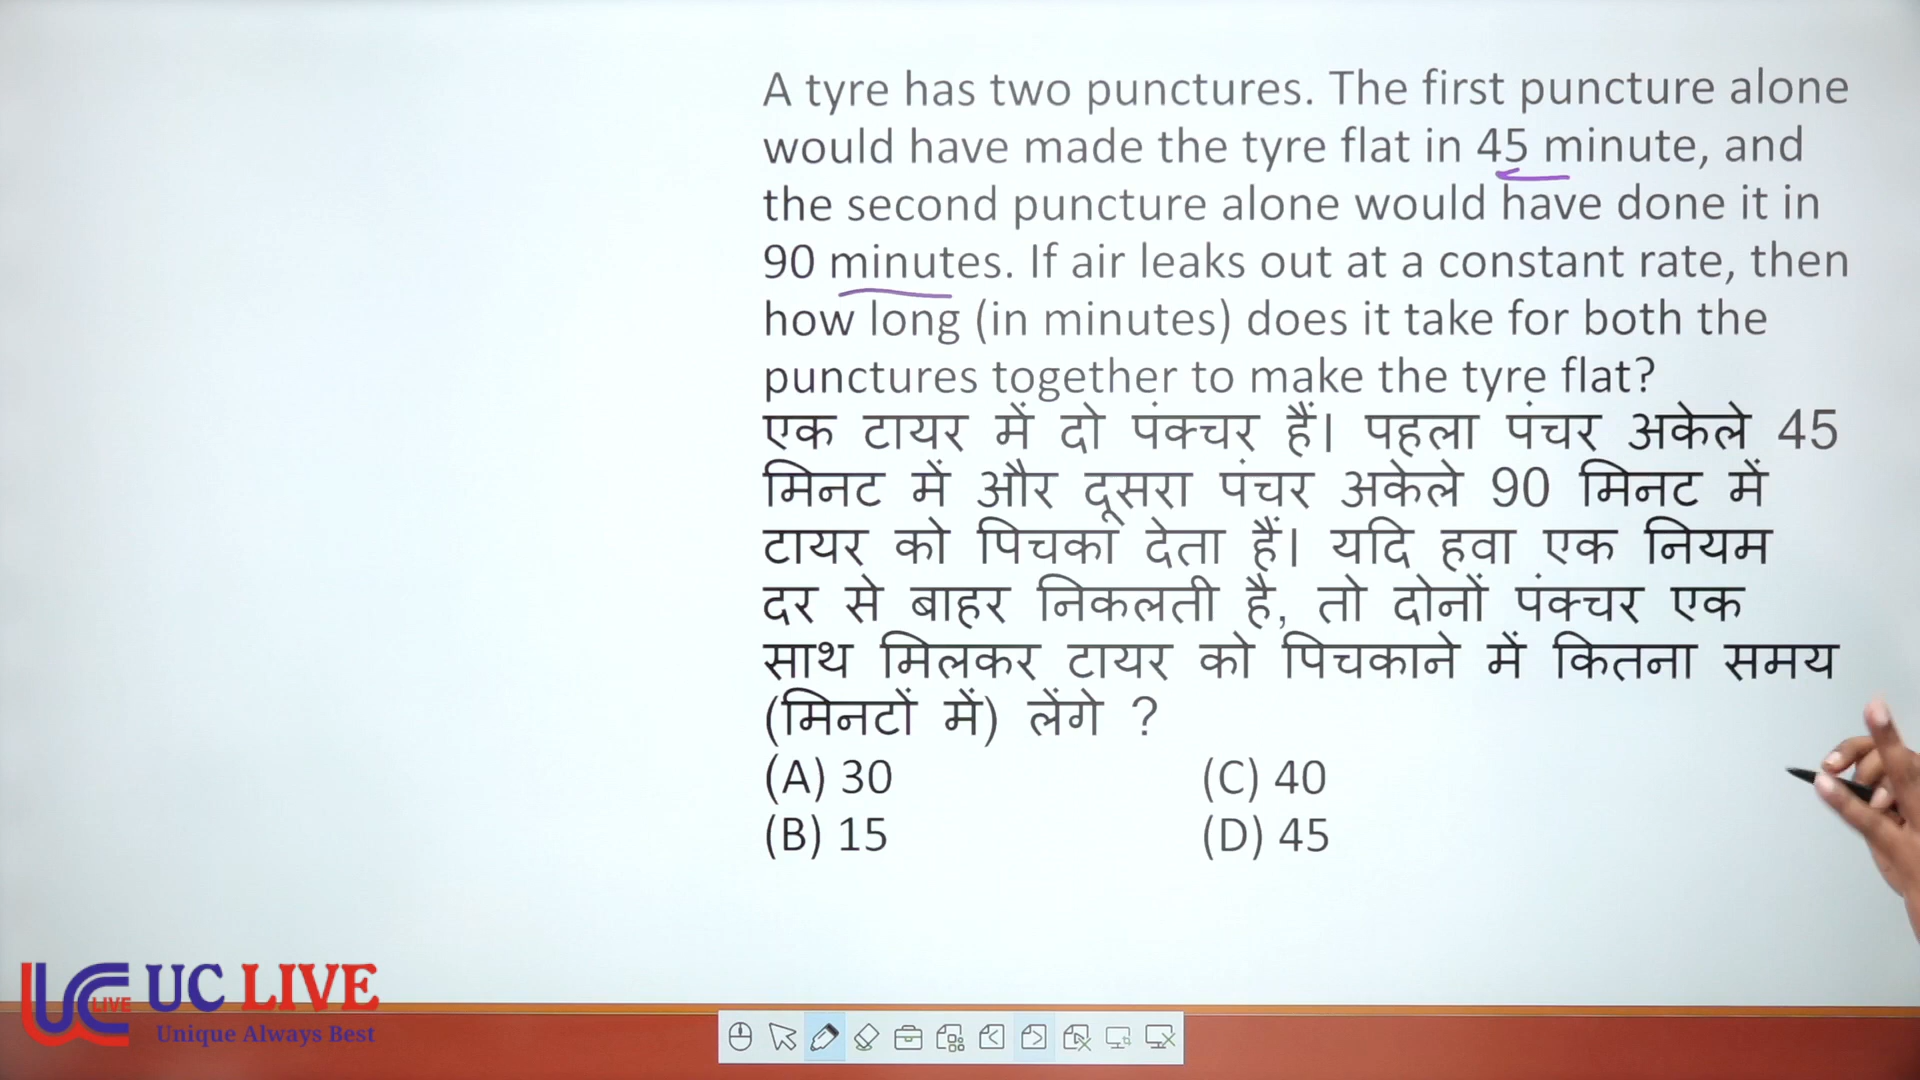 A tyre has two punctures. The first puncture alone
would have made the tyre flat in 45 minute, and
the second puncture alone would have done it in
90 minutes. If air leaks out at a constant rate, then
how long (in minutes) does it take for both the
punctures together to make the tyre flat?
एक टायर में दो पंक्चर हैं। पहला पंचर अकेले 45
मिनट में और दूसरा पंचर अकेले 90 मिनट में
टायर को पिचका देता हैं। यदि हवा एक नियम
दर से बाहर निकलती है, तो दोनों पंक्चर एक
साथ मिलकर टायर को पिचकाने में कितना समय
(मिनटों में) लेंगे ?
(A) 30 (C) 40
(B) 15 (D) 45
UC LIVE UC LIVE
Unique Always Best